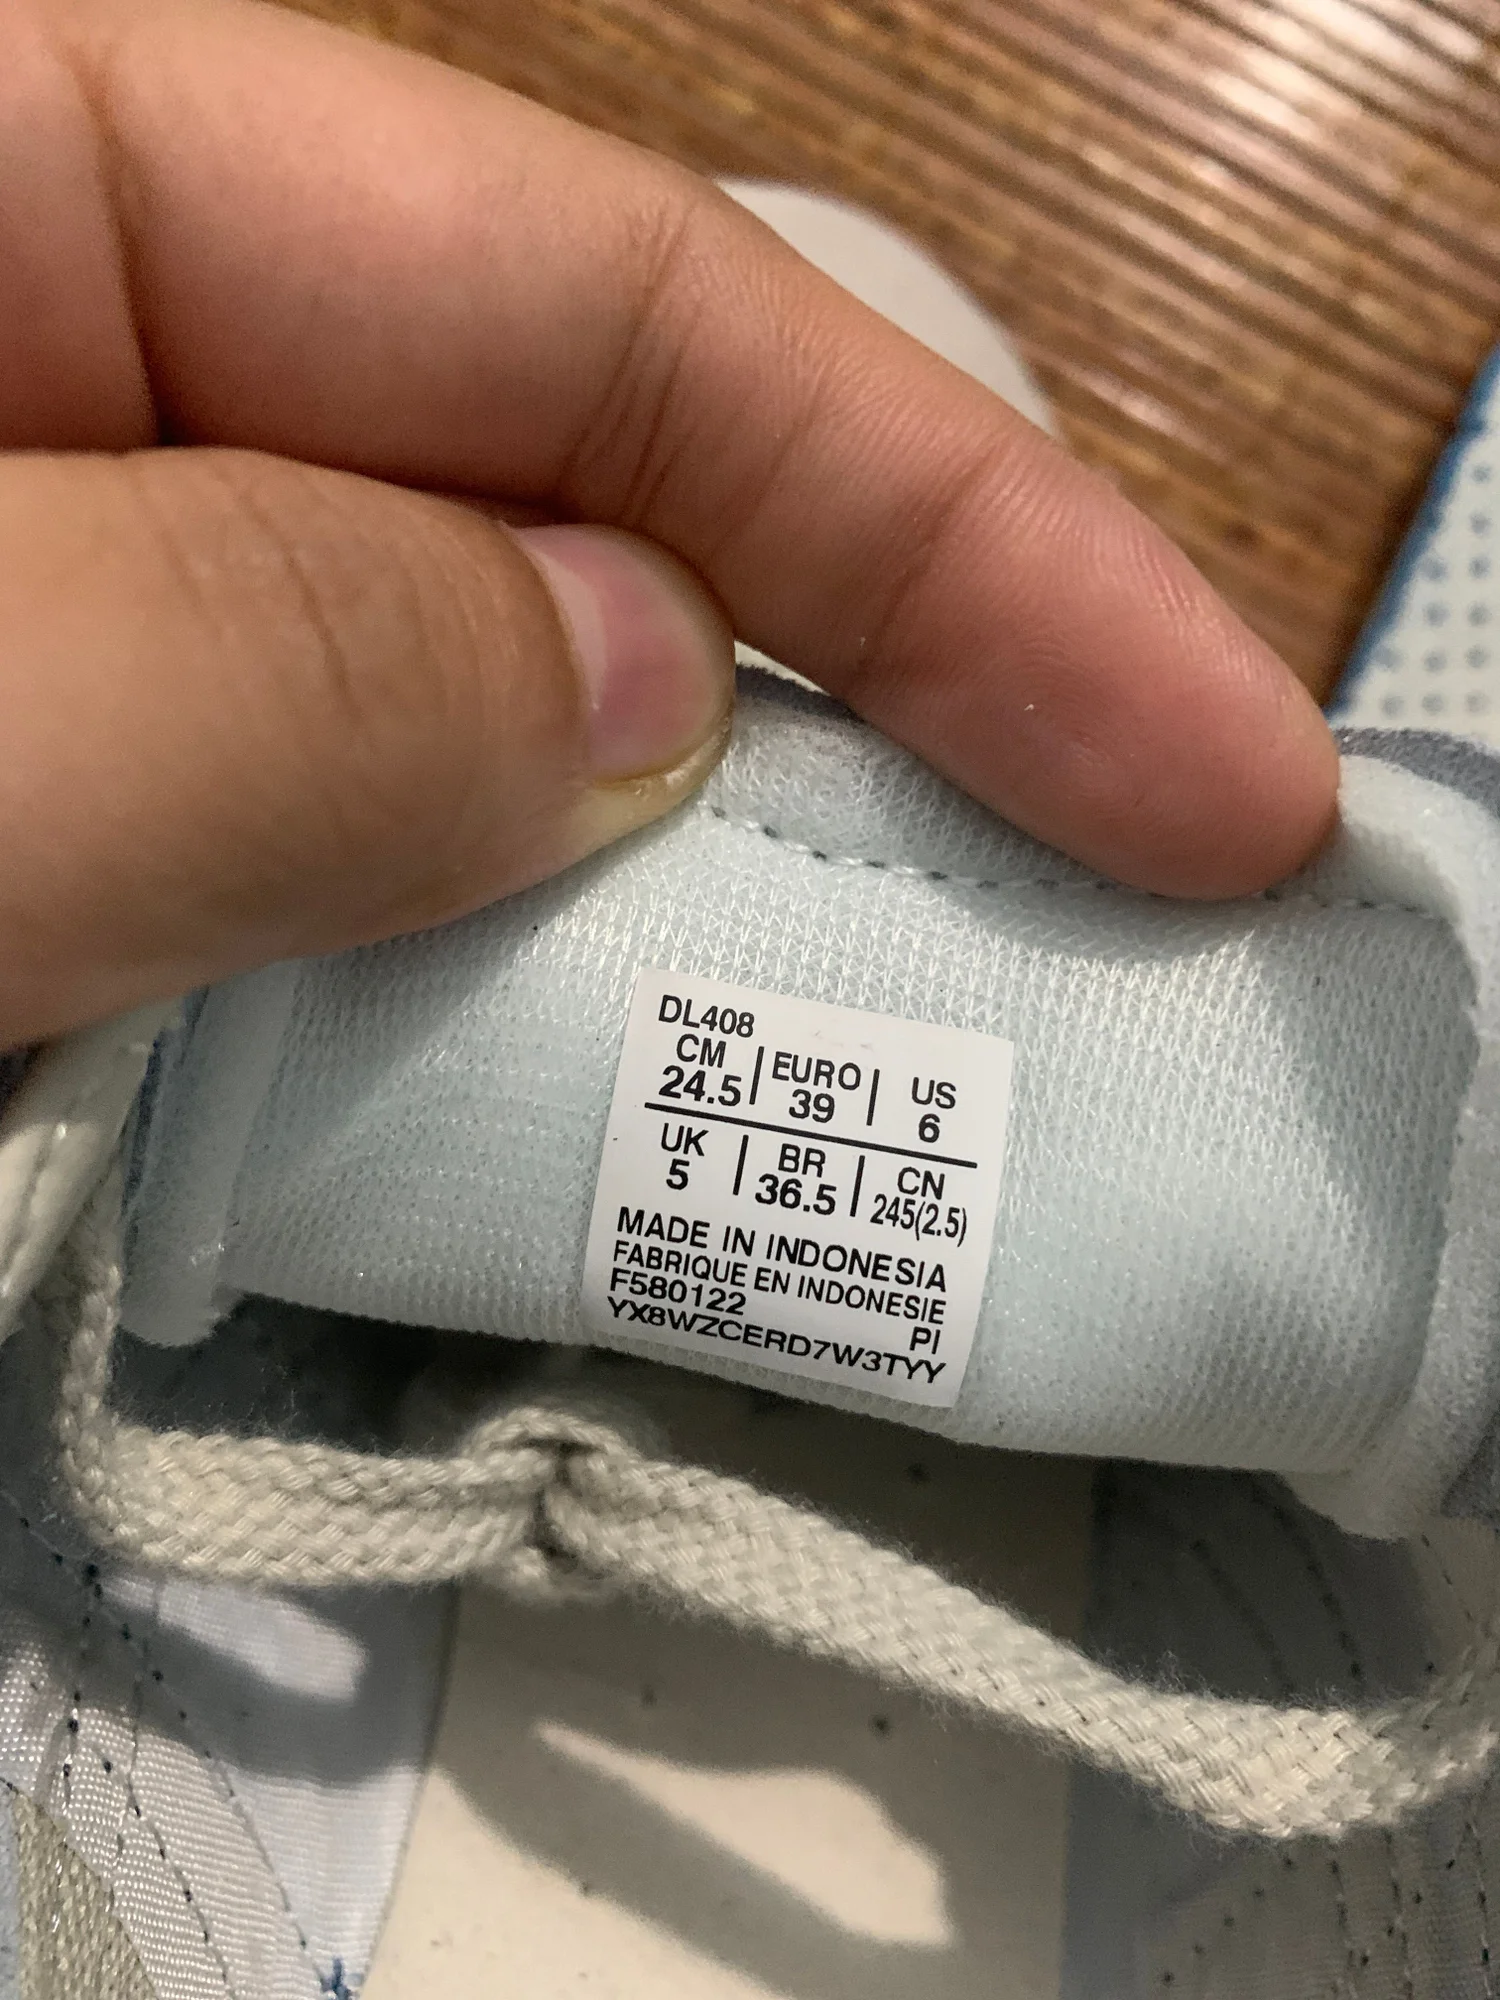 DL408
CM | EURO | US
24.5 | 39 | 6
UK | BR | CN
5 | 36.5 | 245(2.5)
MADE IN INDONESIA
FABRIQUE EN INDONESIE
F580122 PI
YX8WZCERD7W3TYY